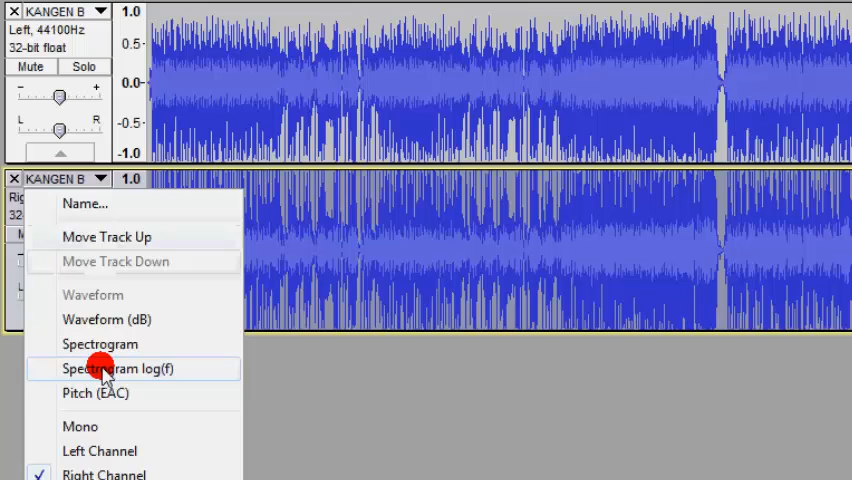 KANGEN B
Left, 44100Hz
32-bit float
Mute Solo
- +
L R
1.0
0.5-
0.0-
-0.5-
-1.0
KANGEN B
1.0
Name...
Move Track Up
Move Track Down
Waveform
Waveform (dB)
Spectrogram
Spectrogram log(f)
Pitch (EAC)
Mono
Left Channel
Right Channel